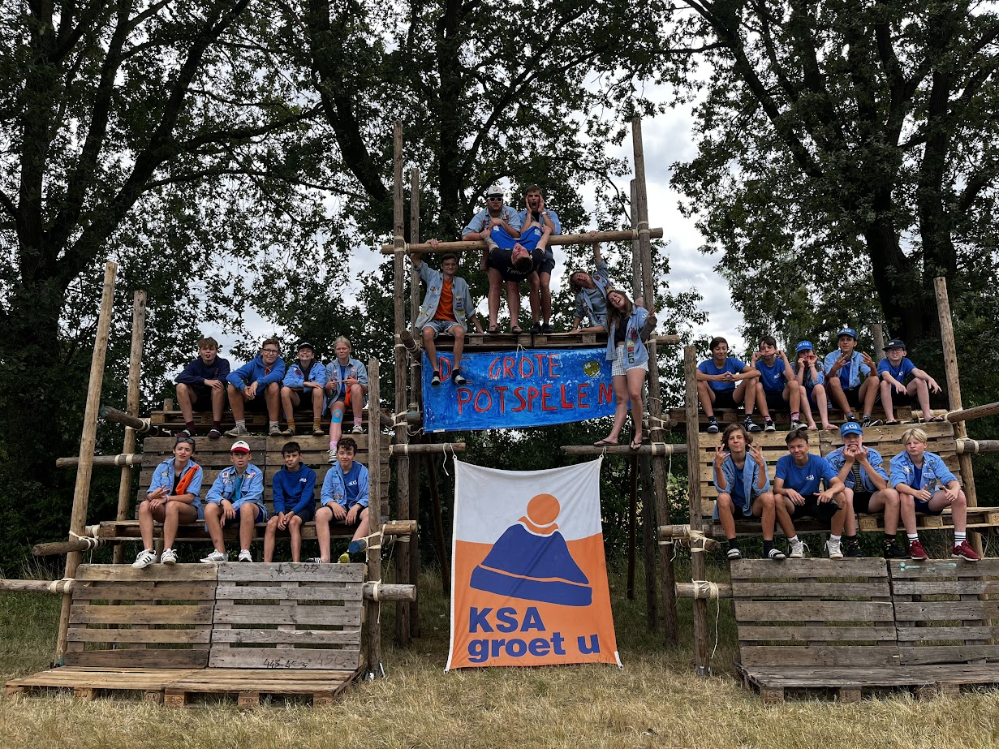 DE GROTE
POTSPELEN
KSA
groet u